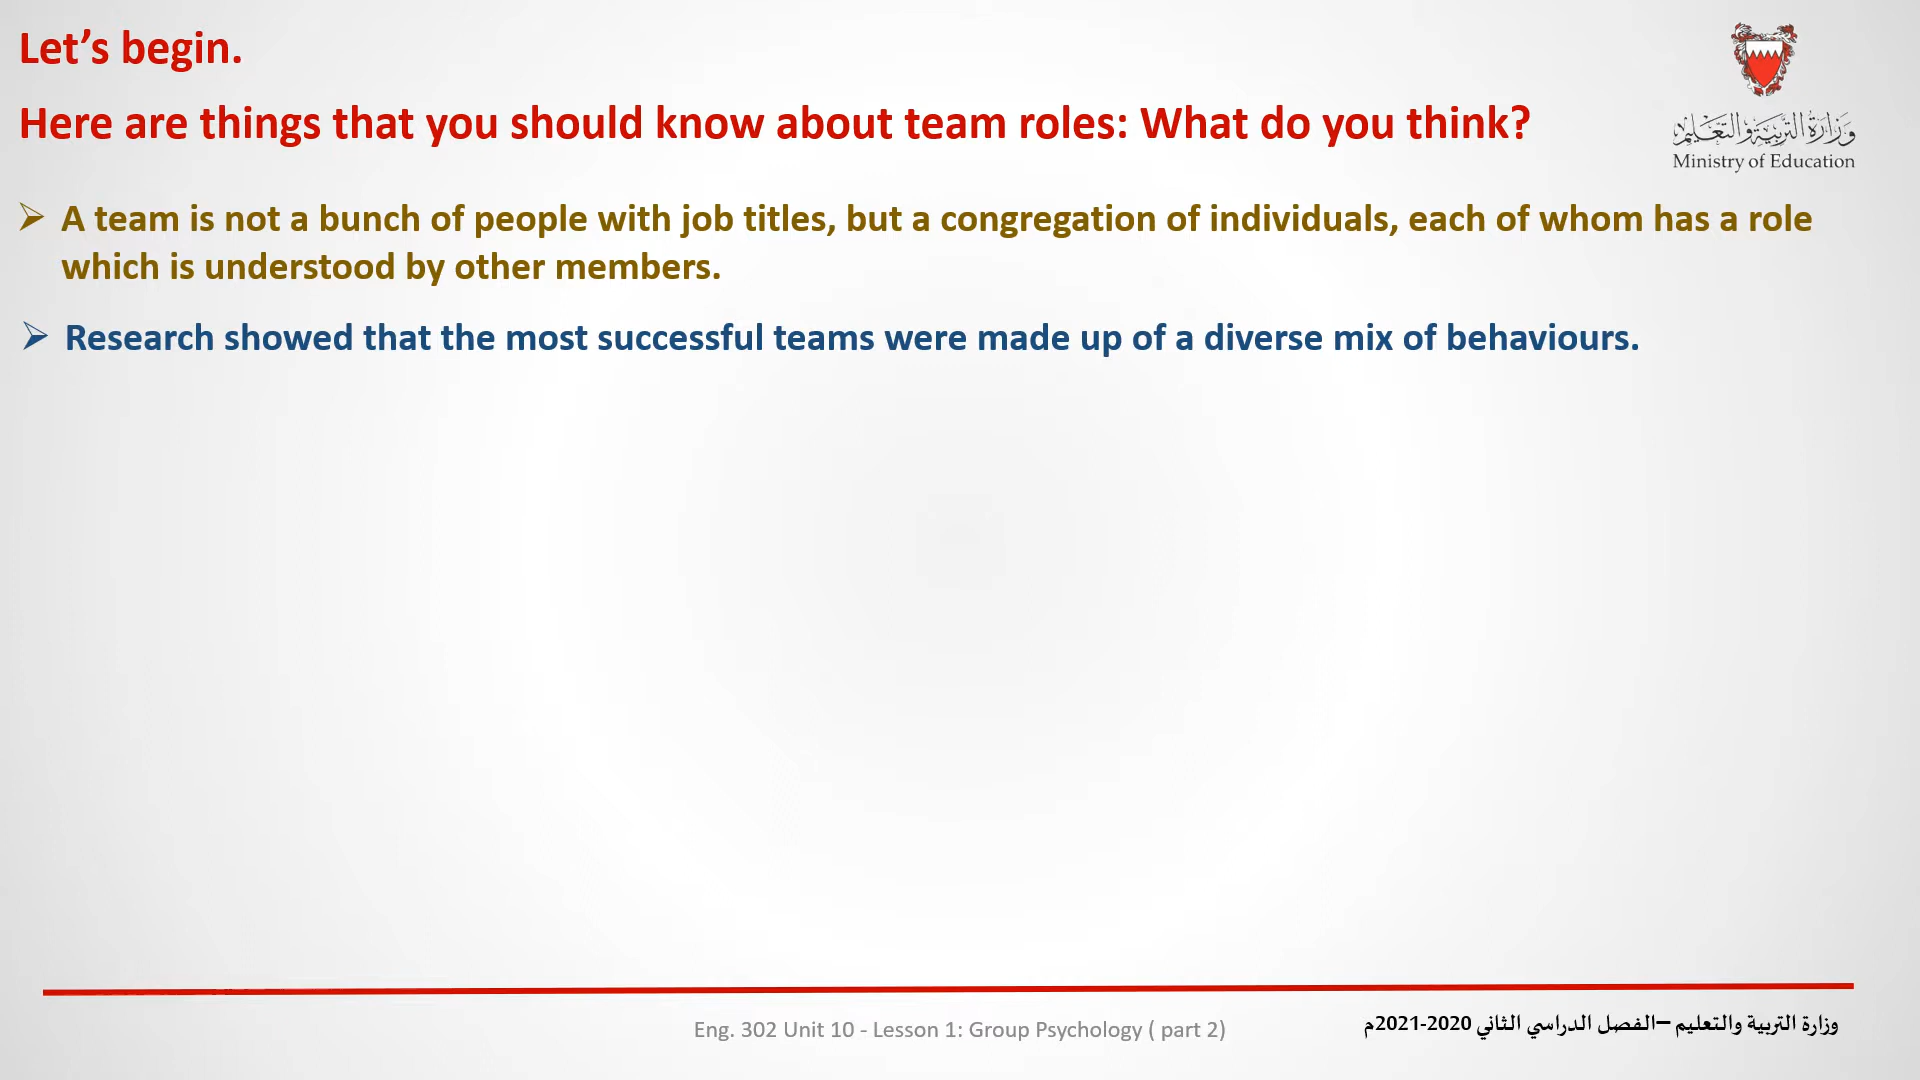 Let’s begin.
Here are things that you should know about team roles: What do you think?
وزارة التربية والتعليم
Ministry of Education
A team is not a bunch of people with job titles, but a congregation of individuals, each of whom has a role
which is understood by other members.
Research showed that the most successful teams were made up of a diverse mix of behaviours.
Eng. 302 Unit 10 - Lesson 1: Group Psychology ( part 2)
وزارة التربية والتعليم –الفصل الدراسي الثاني 2020-2021م